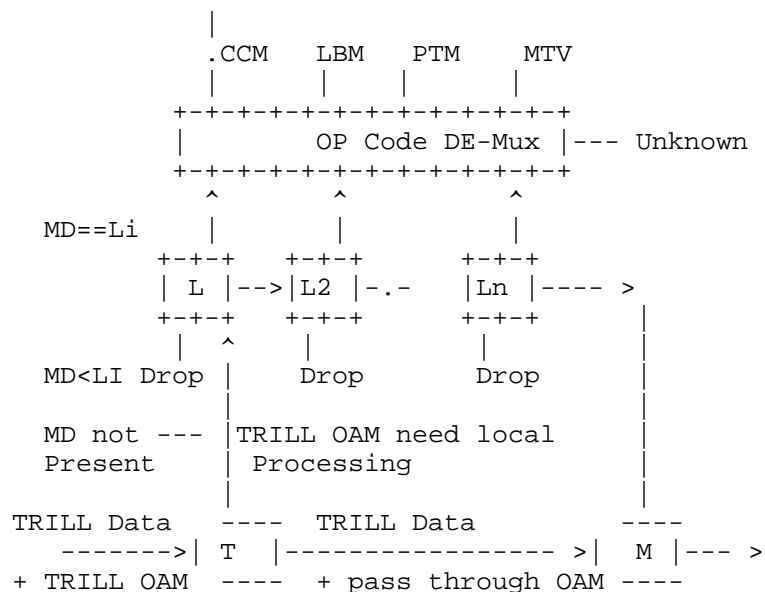 |
.CCM LBM PTM MTV
| | | |
+-+-+-+-+-+-+-+-+-+-+-+-+
| OP Code DE-Mux |--- Unknown
+-+-+-+-+-+-+-+-+-+-+-+-+
^ ^ ^
MD==Li | | |
+-+-+ +-+-+ +-+-+
| L |-->|L2 |-.- |Ln |---- >
+-+-+ +-+-+ +-+-+ |
| ^ | | |
MD<LI Drop | Drop Drop |
| |
MD not --- |TRILL OAM need local |
Present | Processing |
| |
TRILL Data ---- TRILL Data ----
------->| T |----------------- >| M |--- >
+ TRILL OAM ---- + pass through OAM ----